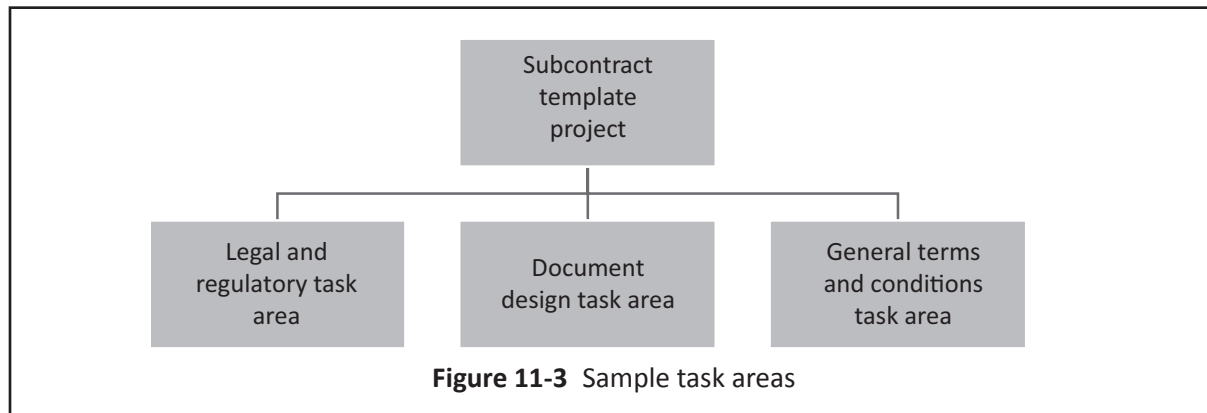 Subcontract
template
project
Legal and
regulatory task
area
Document
design task area
General terms
and conditions
task area
Figure 11-3 Sample task areas